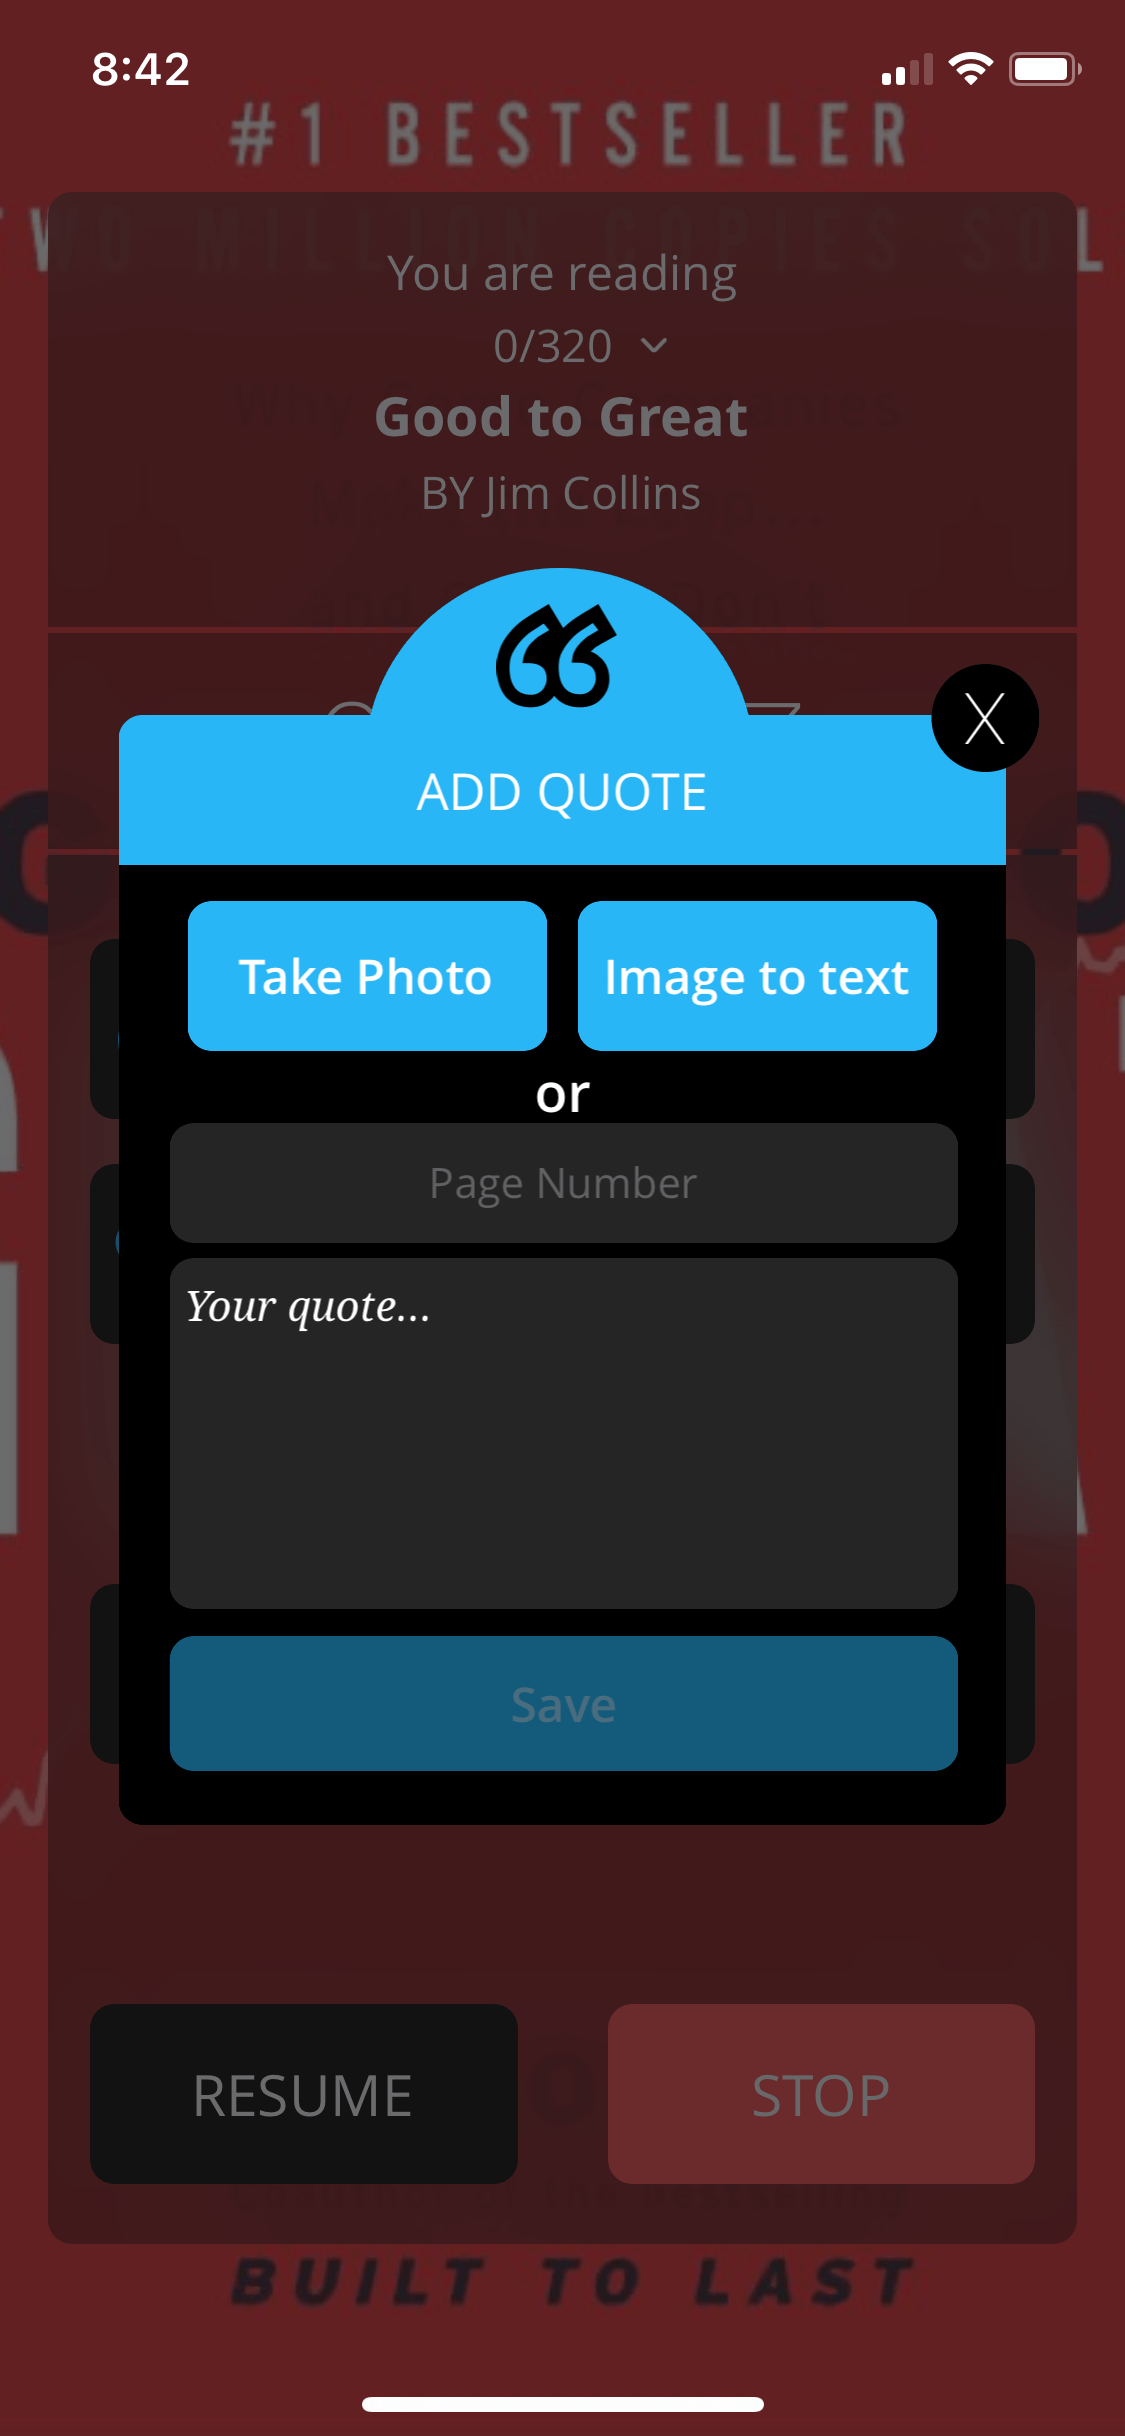 8:42
#1 BESTSELLER
TWO MILLION COPIES SOL
You are reading
0/320
Good to Great
BY Jim Collins
X
ADD QUOTE
Take Photo
Image to text
or
Page Number
Your quote...
Save
RESUME
STOP
BUILT TO LAST